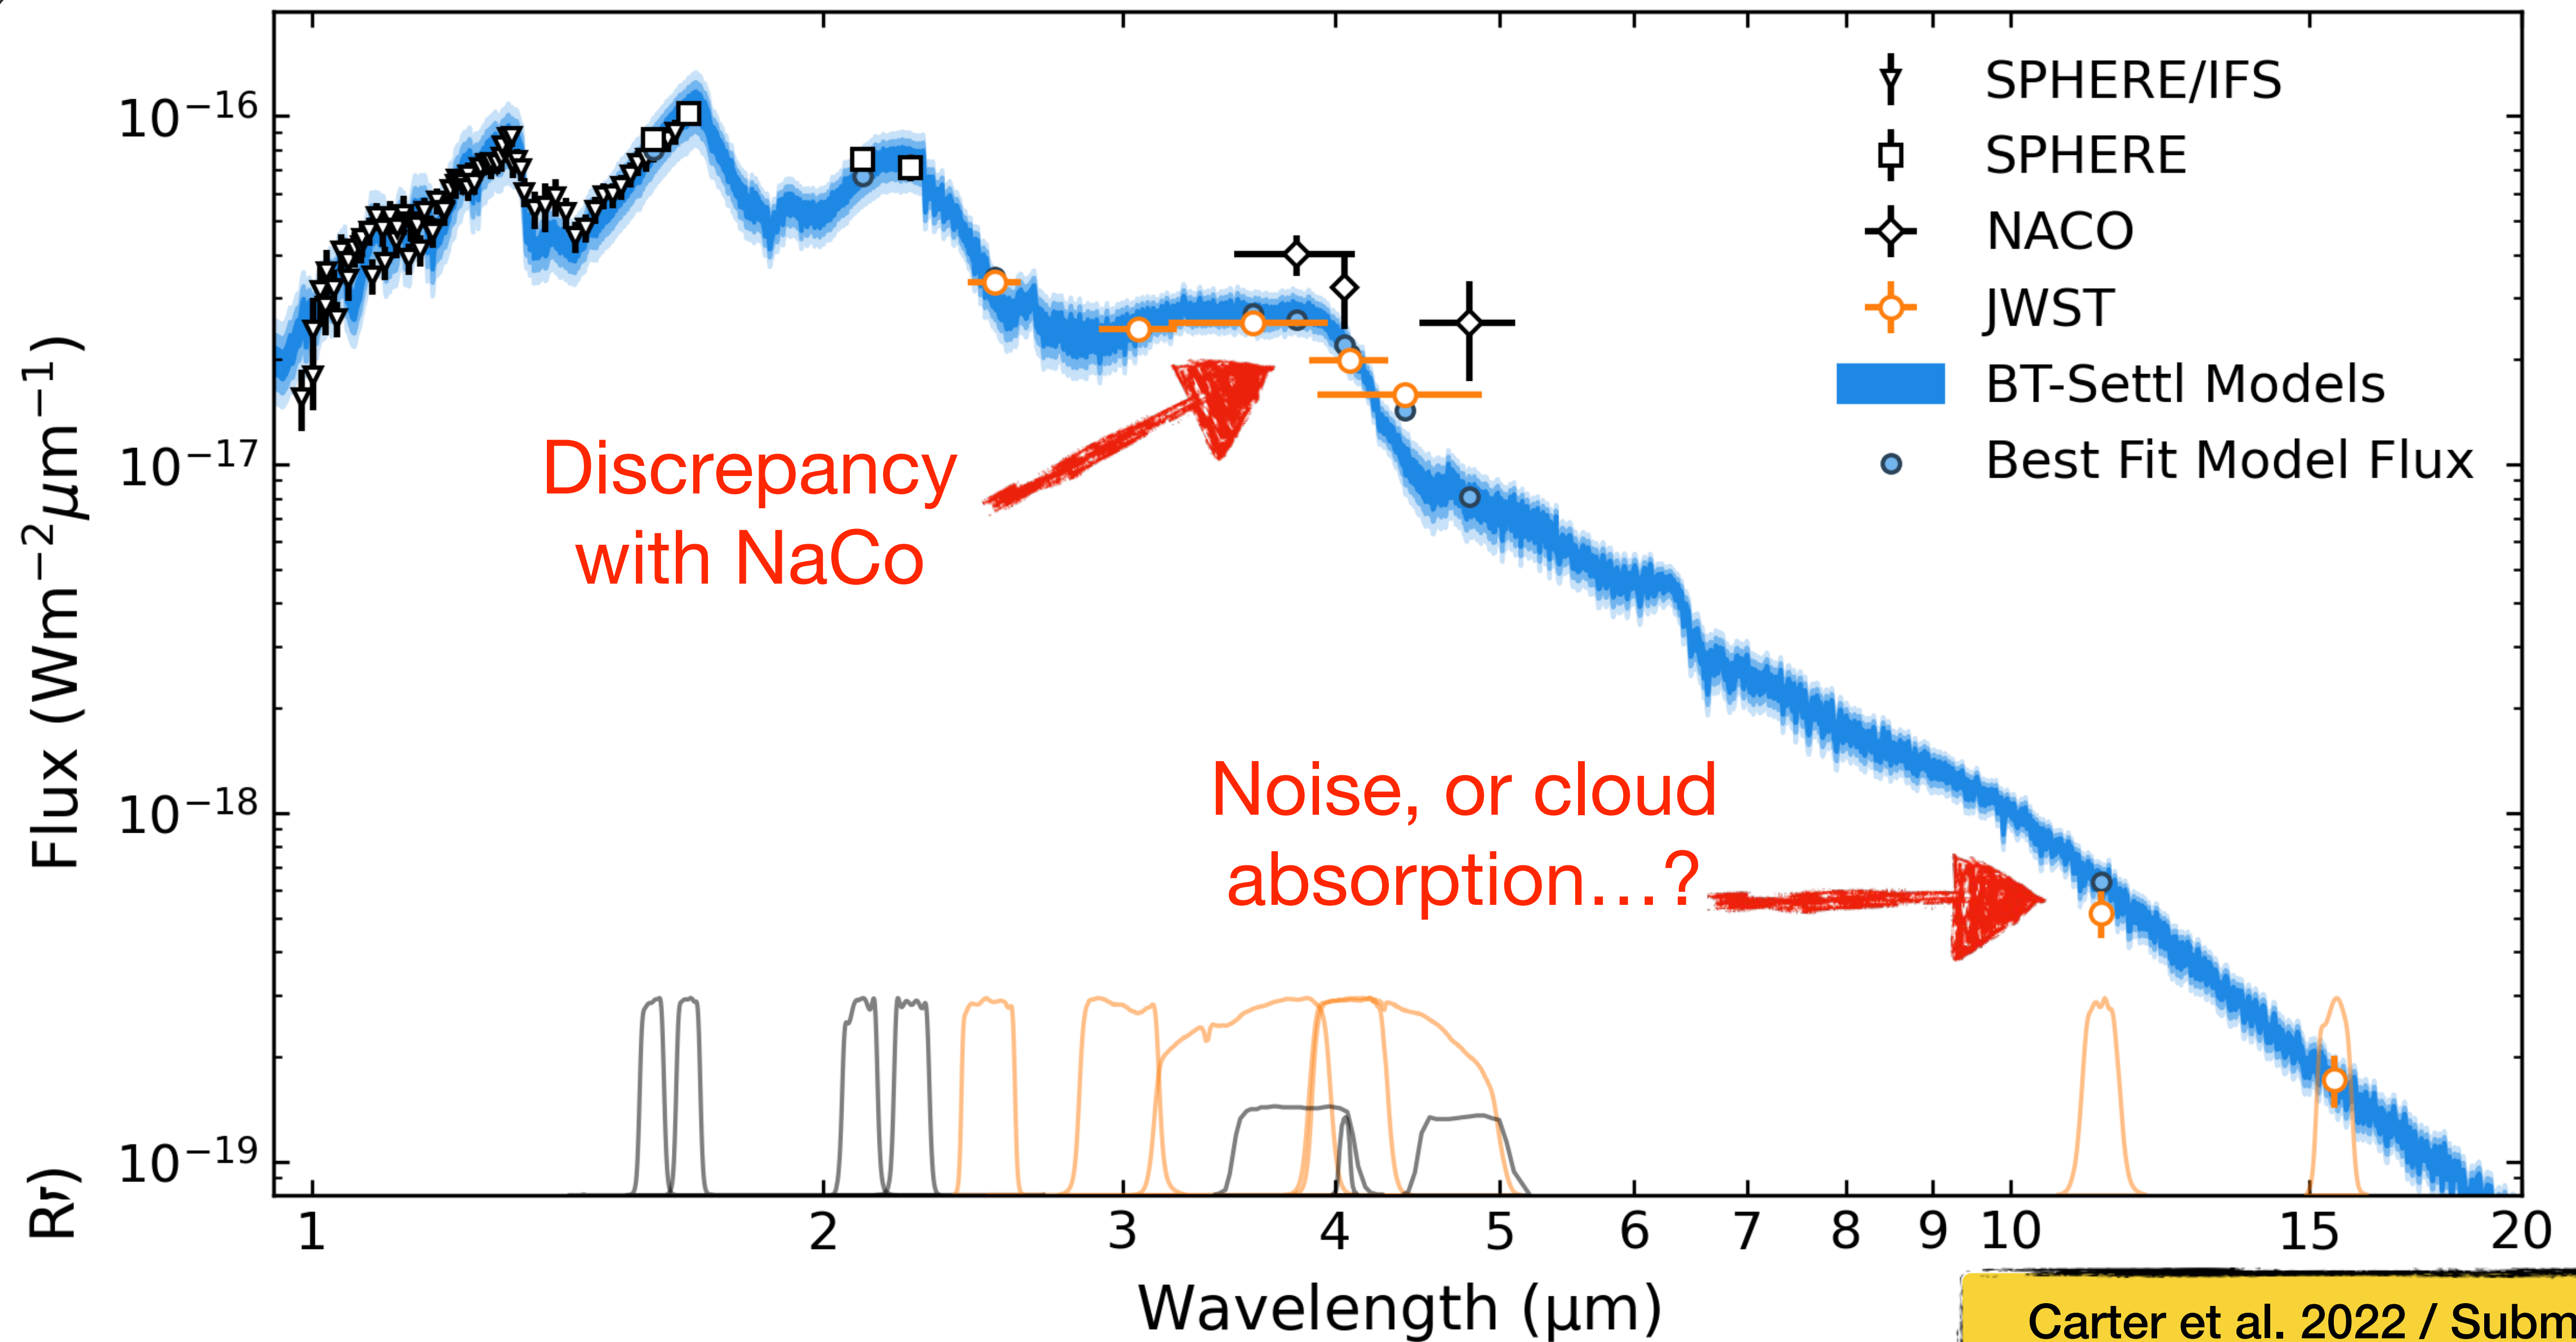 10⁻¹⁶
10⁻¹⁷
10⁻¹⁸
10⁻¹⁹
Flux (Wm⁻²μm⁻¹)
SPHERE/IFS
SPHERE
NACO
JWST
BT-Settl Models
Best Fit Model Flux
Discrepancy
with NaCo
Noise, or cloud
absorption...?
1 2 3 4 5 6 7 8 9 10 15 20
Wavelength (μm)
Carter et al. 2022 / Subm